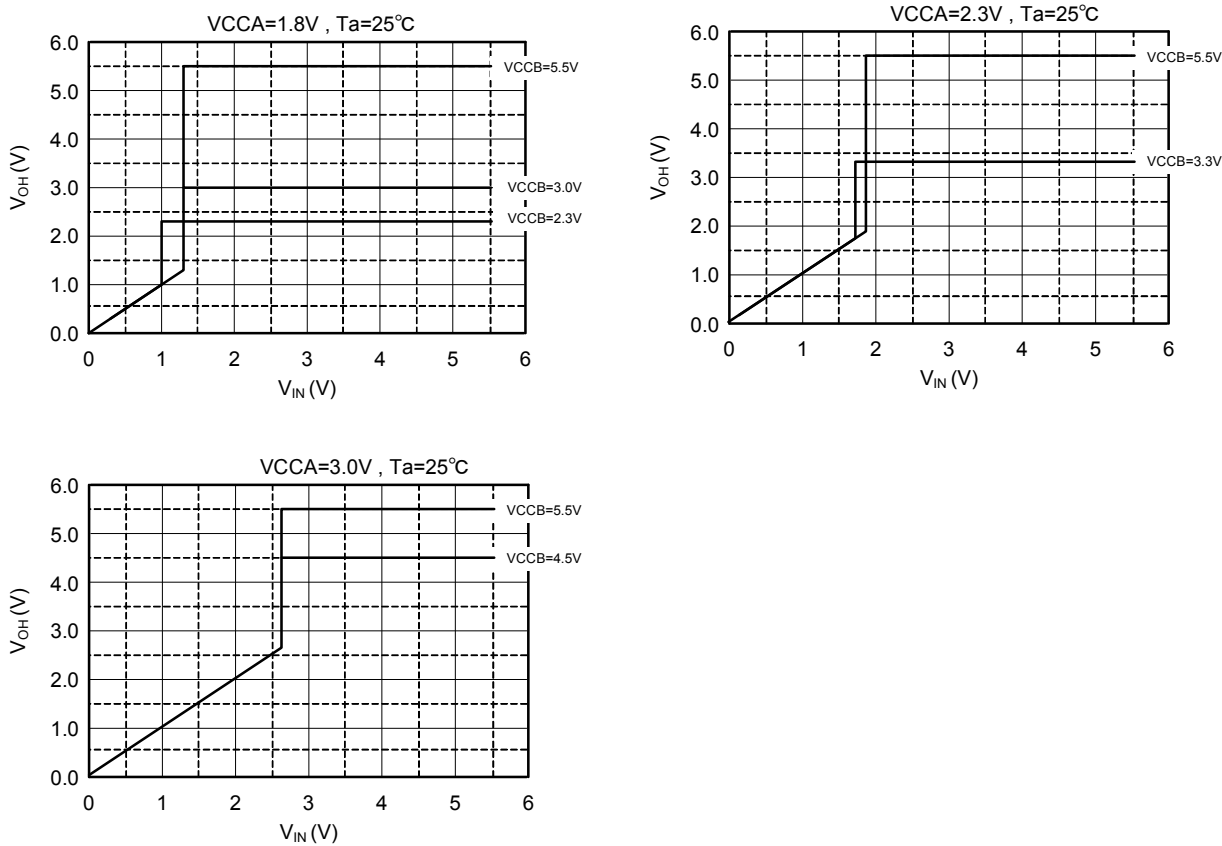 VCCA=1.8V , Ta=25℃
6.0
5.0
4.0
3.0
2.0
1.0
0.0
VOH (V)
VCCB=5.5V
VCCB=3.0V
VCCB=2.3V
0 1 2 3 4 5 6
VIN (V)
VCCA=2.3V , Ta=25℃
6.0
5.0
4.0
3.0
2.0
1.0
0.0
VOH (V)
VCCB=5.5V
VCCB=3.3V
0 1 2 3 4 5 6
VIN (V)
VCCA=3.0V , Ta=25℃
6.0
5.0
4.0
3.0
2.0
1.0
0.0
VOH (V)
VCCB=5.5V
VCCB=4.5V
0 1 2 3 4 5 6
VIN (V)